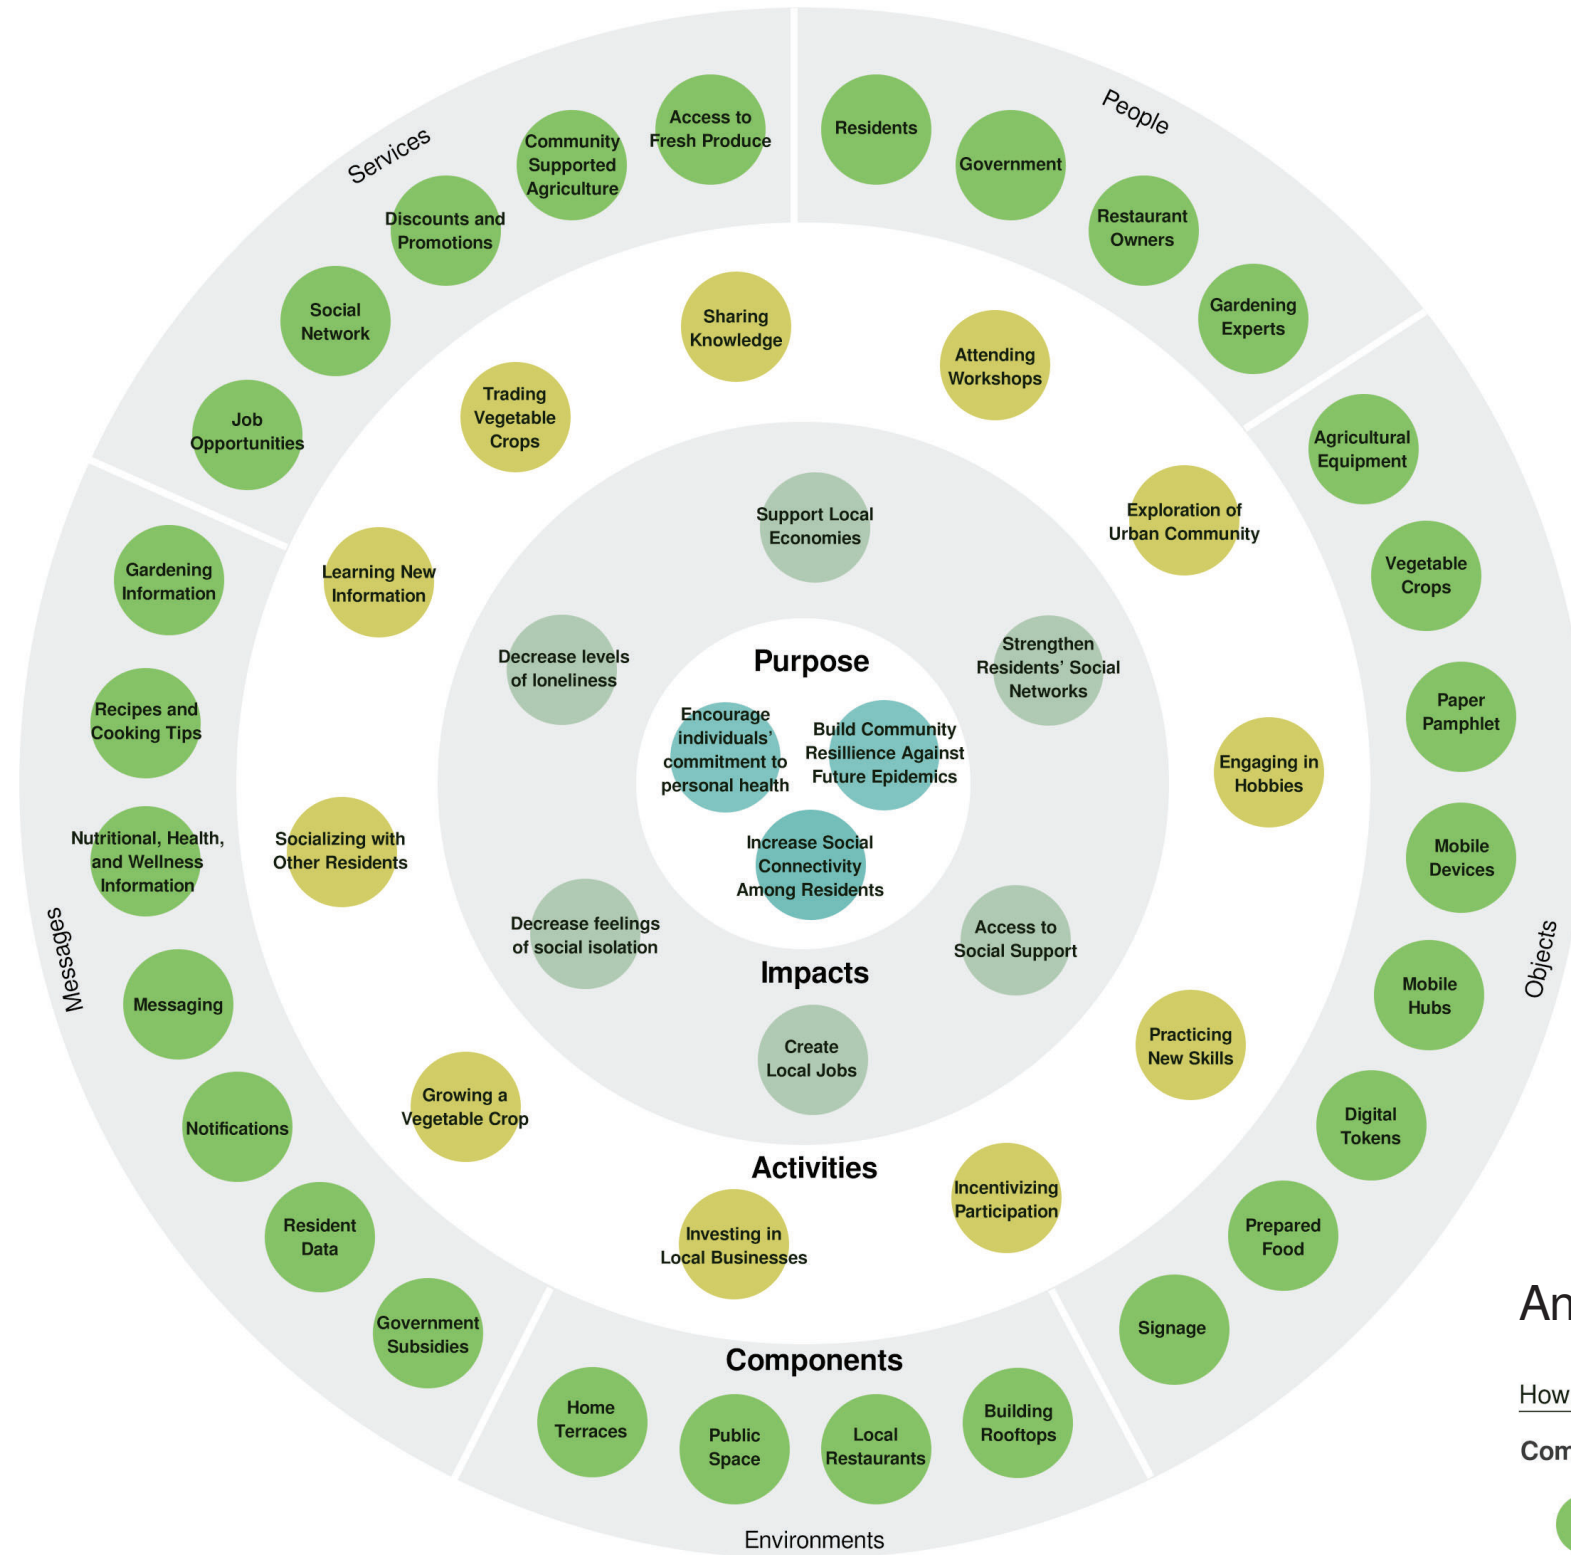 Services
Access to
Fresh Produce
Community
Supported
Agriculture
Discounts and
Promotions
Social
Network
Job
Opportunities
People
Residents
Government
Restaurant
Owners
Gardening
Experts
Objects
Agricultural
Equipment
Vegetable
Crops
Paper
Pamphlet
Mobile
Devices
Mobile
Hubs
Digital
Tokens
Prepared
Food
Signage
Messages
Gardening
Information
Recipes and
Cooking Tips
Nutritional, Health,
and Wellness
Information
Messaging
Notifications
Resident
Data
Government
Subsidies
Sharing
Knowledge
Attending
Workshops
Trading
Vegetable
Crops
Exploration of
Urban Community
Learning New
Information
Engaging in
Hobbies
Socializing with
Other Residents
Practicing
New Skills
Growing a
Vegetable Crop
Incentivizing
Participation
Investing in
Local Businesses
Support Local
Economies
Decrease levels
of loneliness
Strengthen
Residents’ Social
Networks
Decrease feelings
of social isolation
Access to
Social Support
Create
Local Jobs
Purpose
Encourage
individuals’
commitment to
personal health
Build Community
Resillience Against
Future Epidemics
Increase Social
Connectivity
Among Residents
Impacts
Activities
Components
Home
Terraces
Public
Space
Local
Restaurants
Building
Rooftops
Environments
An
How
Com